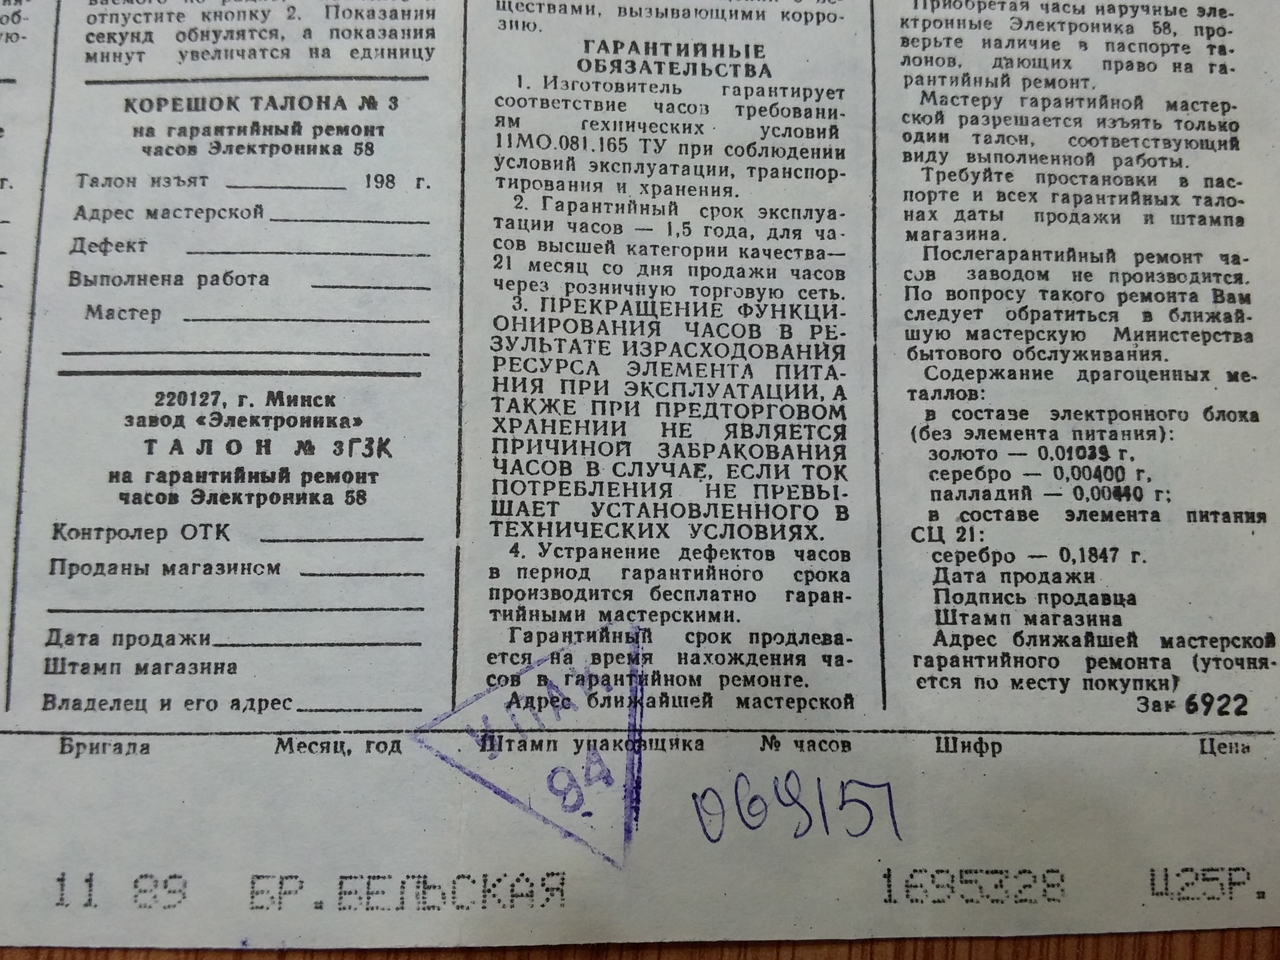 отпустите кнопку 2. Показания
секунд обнулятся, а показания
минут увеличатся на единицу
КОРЕШОК ТАЛОНА № 3
на гарантийный ремонт
часов Электроника 58
Талон изъят 198 г.
Адрес мастерской
Дефект
Выполнена работа
Мастер
220127, г. Минск
завод «Электроника»
ТАЛОН № 3ГЗК
на гарантийный ремонт
часов Электроника 58
Контролер ОТК
Проданы магазином
Дата продажи
Штамп магазина
Владелец и его адрес
ществами, вызывающими корро-
зию.
ГАРАНТИЙНЫЕ
ОБЯЗАТЕЛЬСТВА
1. Изготовитель гарантирует
соответствие часов требовани-
ям технических условий
11МО.081.165 ТУ при соблюдении
условий эксплуатации, транспор-
тирования и хранения.
2. Гарантийный срок эксплуа-
тации часов — 1,5 года, для ча-
сов высшей категории качества—
21 месяц со дня продажи часов
через розничную торговую сеть.
3. ПРЕКРАЩЕНИЕ ФУНКЦИ-
ОНИРОВАНИЯ ЧАСОВ В РЕ-
ЗУЛЬТАТЕ ИЗРАСХОДОВАНИЯ
РЕСУРСА ЭЛЕМЕНТА ПИТА-
НИЯ ПРИ ЭКСПЛУАТАЦИИ, А
ТАКЖЕ ПРИ ПРЕДТОРГОВОМ
ХРАНЕНИИ НЕ ЯВЛЯЕТСЯ
ПРИЧИНОЙ ЗАБРАКОВАНИЯ
ЧАСОВ В СЛУЧАЕ, ЕСЛИ ТОК
ПОТРЕБЛЕНИЯ НЕ ПРЕВЫ-
ШАЕТ УСТАНОВЛЕННОГО В
ТЕХНИЧЕСКИХ УСЛОВИЯХ.
4. Устранение дефектов часов
в период гарантийного срока
производится бесплатно гаран-
тийными мастерскими.
Гарантийный срок продлева-
ется на время нахождения ча-
сов в гарантийном ремонте.
Адрес ближайшей мастерской
Приобретая часы наручные эле-
ктронные Электроника 58, про-
верьте наличие в паспорте та-
лонов, дающих право на га-
рантийный ремонт.
Мастеру гарантийной мастер-
ской разрешается изъять только
один талон, соответствующий
виду выполненной работы.
Требуйте простановки в пас-
порте и всех гарантийных тало-
нах даты продажи и штампа
магазина.
Послегарантийный ремонт ча-
сов заводом не производится.
По вопросу такого ремонта Вам
следует обратиться в ближай-
шую мастерскую Министерства
бытового обслуживания.
Содержание драгоценных ме-
таллов:
в составе электронного блока
(без элемента питания):
золото — 0,01039 г,
серебро — 0,00400 г,
палладий — 0,00440 г;
в составе элемента питания
СЦ 21:
серебро — 0,1847 г.
Дата продажи
Подпись продавца
Штамп магазина
Адрес ближайшей мастерской
гарантийного ремонта (уточня-
ется по месту покупки)
Зак 6922
Бригада Месяц, год Штамп упаковщика № часов Шифр Цена
УПАК.
94
069151
11 89 БР.БЕЛЬСКАЯ 1695328 Ц25Р.